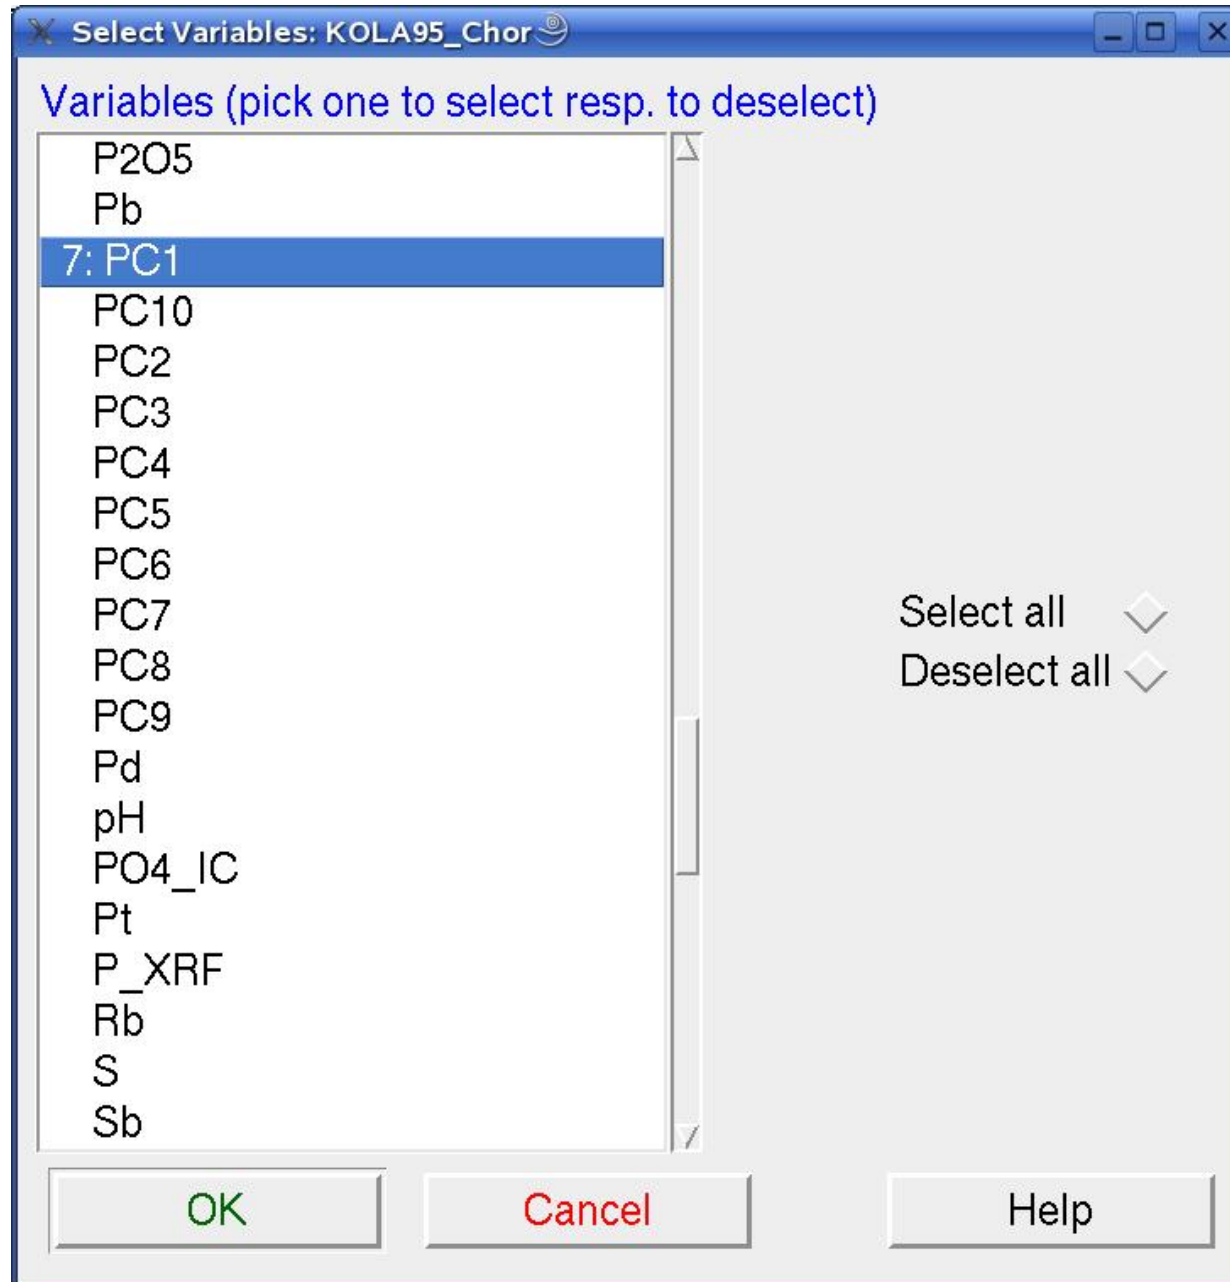 Select Variables: KOLA95_Chor
Variables (pick one to select resp. to deselect)
P2O5
Pb
7: PC1
PC10
PC2
PC3
PC4
PC5
PC6
PC7
PC8
PC9
Pd
pH
PO4_IC
Pt
P_XRF
Rb
S
Sb
Select all
Deselect all
OK Cancel Help